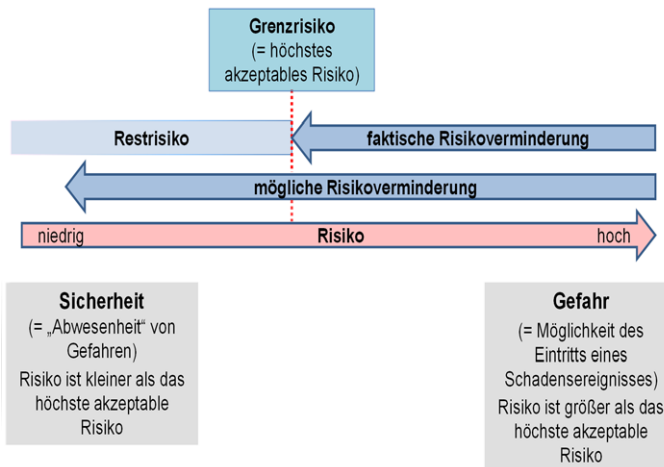 Grenzrisiko
(= höchstes
akzeptables Risiko)
Restrisiko
faktische Risikoverminderung
mögliche Risikoverminderung
niedrig
Risiko
hoch
Sicherheit
(= „Abwesenheit“ von
Gefahren)
Risiko ist kleiner als das
höchste akzeptable
Risiko
Gefahr
(= Möglichkeit des
Eintritts eines
Schadensereignisses)
Risiko ist größer als das
höchste akzeptable
Risiko